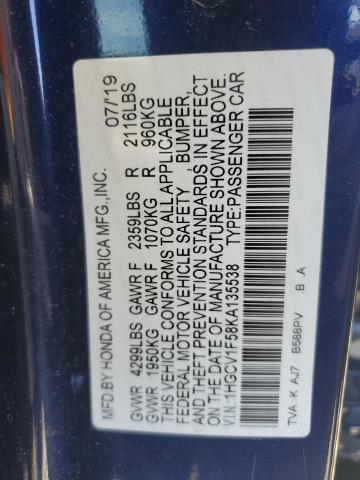 MFD. BY HONDA OF AMERICA MFG.,INC. 07/'19
GVWR 4299LBS GAWR F 2359LBS R 2116LBS
GVWR 1950KG GAWR F 1070KG R 960KG
THIS VEHICLE CONFORMS TO ALL APPLICABLE
FEDERAL MOTOR VEHICLE SAFETY , BUMPER,
AND THEFT PREVENTION STANDARDS IN EFFECT
ON THE DATE OF MANUFACTURE SHOWN ABOVE.
V.I.N.:1HGCV1F58KA135538 TYPE:PASSENGER CAR
TVA K AJ7 B588PV .B .A